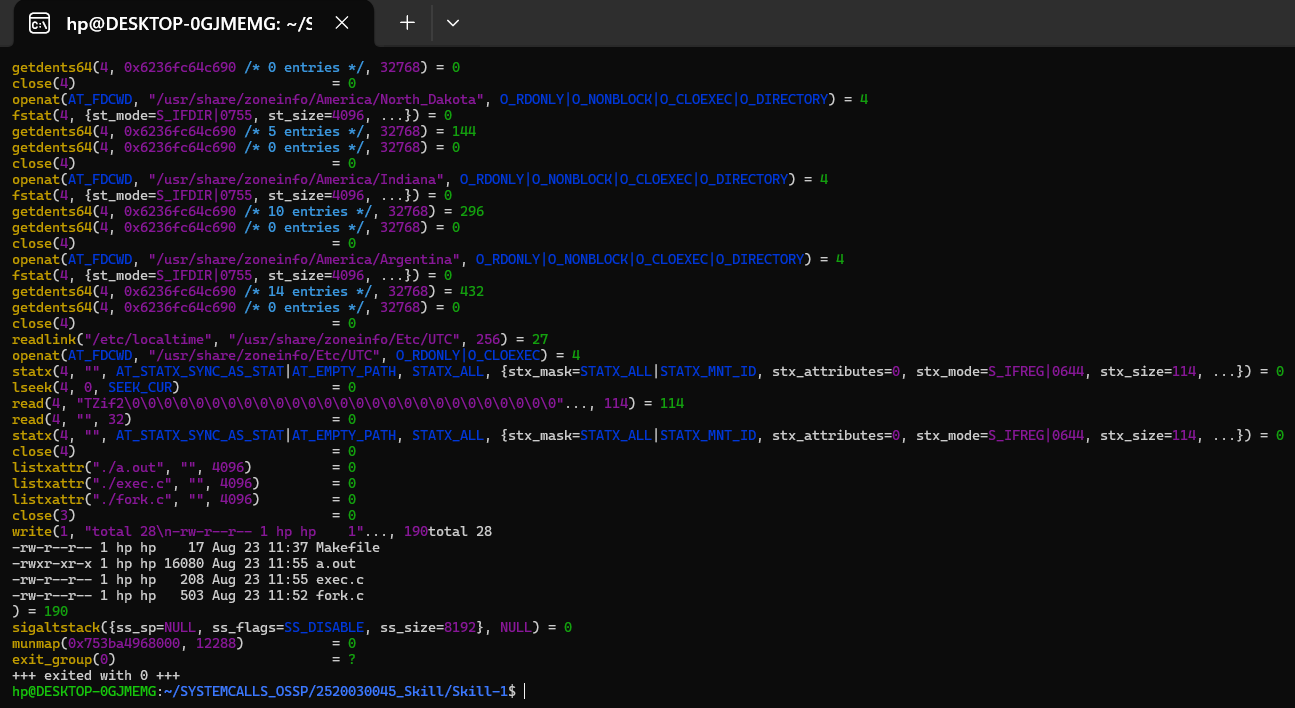 hp@DESKTOP-0GJMEMG: ~/S
getdents64(4, 0x6236fc64c690 /* 0 entries */, 32768) = 0
close(4)                                = 0
openat(AT_FDCWD, "/usr/share/zoneinfo/America/North_Dakota", O_RDONLY|O_NONBLOCK|O_CLOEXEC|O_DIRECTORY) = 4
fstat(4, {st_mode=S_IFDIR|0755, st_size=4096, ...}) = 0
getdents64(4, 0x6236fc64c690 /* 5 entries */, 32768) = 144
getdents64(4, 0x6236fc64c690 /* 0 entries */, 32768) = 0
close(4)                                = 0
openat(AT_FDCWD, "/usr/share/zoneinfo/America/Indiana", O_RDONLY|O_NONBLOCK|O_CLOEXEC|O_DIRECTORY) = 4
fstat(4, {st_mode=S_IFDIR|0755, st_size=4096, ...}) = 0
getdents64(4, 0x6236fc64c690 /* 10 entries */, 32768) = 296
getdents64(4, 0x6236fc64c690 /* 0 entries */, 32768) = 0
close(4)                                = 0
openat(AT_FDCWD, "/usr/share/zoneinfo/America/Argentina", O_RDONLY|O_NONBLOCK|O_CLOEXEC|O_DIRECTORY) = 4
fstat(4, {st_mode=S_IFDIR|0755, st_size=4096, ...}) = 0
getdents64(4, 0x6236fc64c690 /* 14 entries */, 32768) = 432
getdents64(4, 0x6236fc64c690 /* 0 entries */, 32768) = 0
close(4)                                = 0
readlink("/etc/localtime", "/usr/share/zoneinfo/Etc/UTC", 256) = 27
openat(AT_FDCWD, "/usr/share/zoneinfo/Etc/UTC", O_RDONLY|O_CLOEXEC) = 4
statx(4, "", AT_STATX_SYNC_AS_STAT|AT_EMPTY_PATH, STATX_ALL, {stx_mask=STATX_ALL|STATX_MNT_ID, stx_attributes=0, stx_mode=S_IFREG|0644, stx_size=114, ...}) = 0
lseek(4, 0, SEEK_CUR)                   = 0
read(4, "TZif2\0\0\0\0\0\0\0\0\0\0\0\0\0\0\0\0\0\0\0\0\0\0\0\0\0\0\0"..., 114) = 114
read(4, "", 32)                         = 0
statx(4, "", AT_STATX_SYNC_AS_STAT|AT_EMPTY_PATH, STATX_ALL, {stx_mask=STATX_ALL|STATX_MNT_ID, stx_attributes=0, stx_mode=S_IFREG|0644, stx_size=114, ...}) = 0
close(4)                                = 0
listxattr("./a.out", "", 4096)          = 0
listxattr("./exec.c", "", 4096)         = 0
listxattr("./fork.c", "", 4096)         = 0
close(3)                                = 0
write(1, "total 28\n-rw-r--r-- 1 hp hp    1"..., 190total 28
-rw-r--r-- 1 hp hp    17 Aug 23 11:37 Makefile
-rwxr-xr-x 1 hp hp 16080 Aug 23 11:55 a.out
-rw-r--r-- 1 hp hp   208 Aug 23 11:55 exec.c
-rw-r--r-- 1 hp hp   503 Aug 23 11:52 fork.c
) = 190
sigaltstack({ss_sp=NULL, ss_flags=SS_DISABLE, ss_size=8192}, NULL) = 0
munmap(0x753ba4968000, 12288)           = 0
exit_group(0)                           = ?
+++ exited with 0 +++
hp@DESKTOP-0GJMEMG:~/SYSTEMCALLS_OSSP/2520030045_Skill/Skill-1$